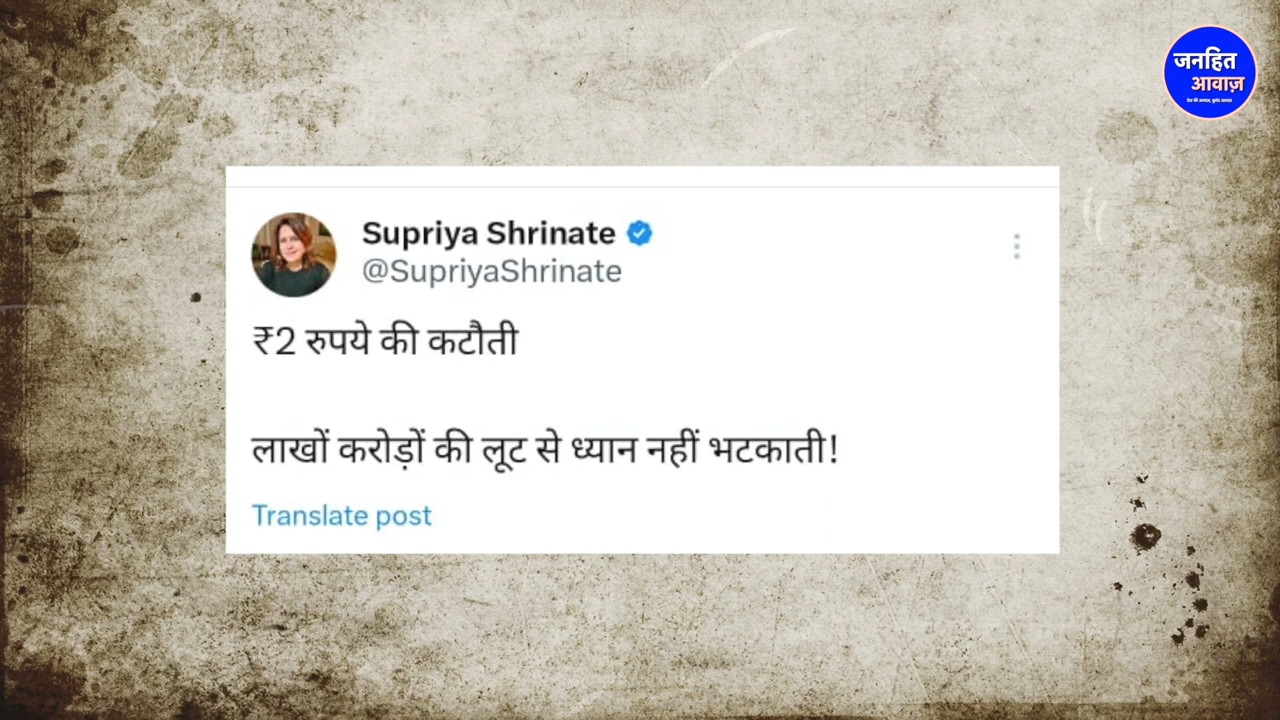 जनहित
आवाज़
Supriya Shrinate
@SupriyaShrinate
₹2 रुपये की कटौती
लाखों करोड़ों की लूट से ध्यान नहीं भटकाती!
Translate post